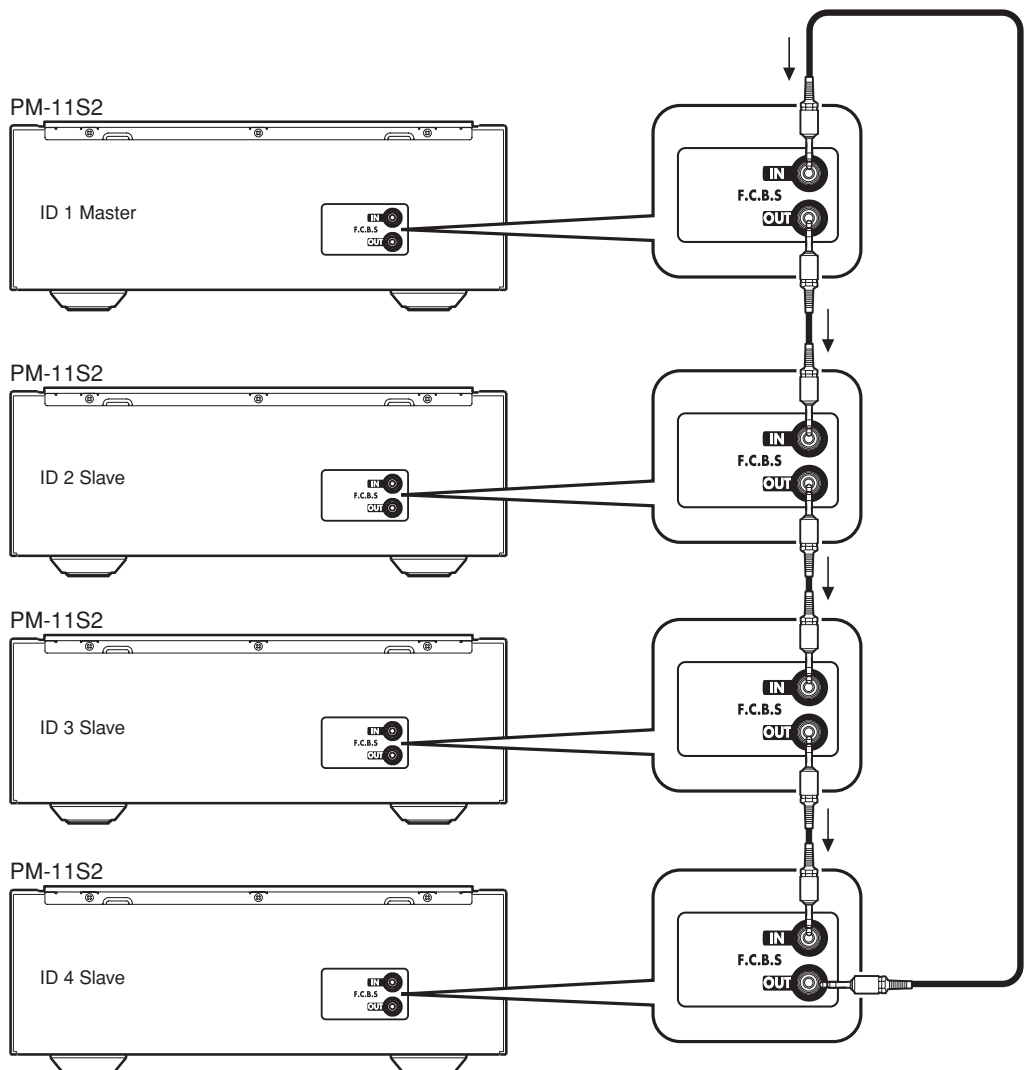 PM-11S2
ID 1 Master
IN
F.C.B.S
OUT
IN
F.C.B.S
OUT
PM-11S2
ID 2 Slave
IN
F.C.B.S
OUT
IN
F.C.B.S
OUT
PM-11S2
ID 3 Slave
IN
F.C.B.S
OUT
IN
F.C.B.S
OUT
PM-11S2
ID 4 Slave
IN
F.C.B.S
OUT
IN
F.C.B.S
OUT